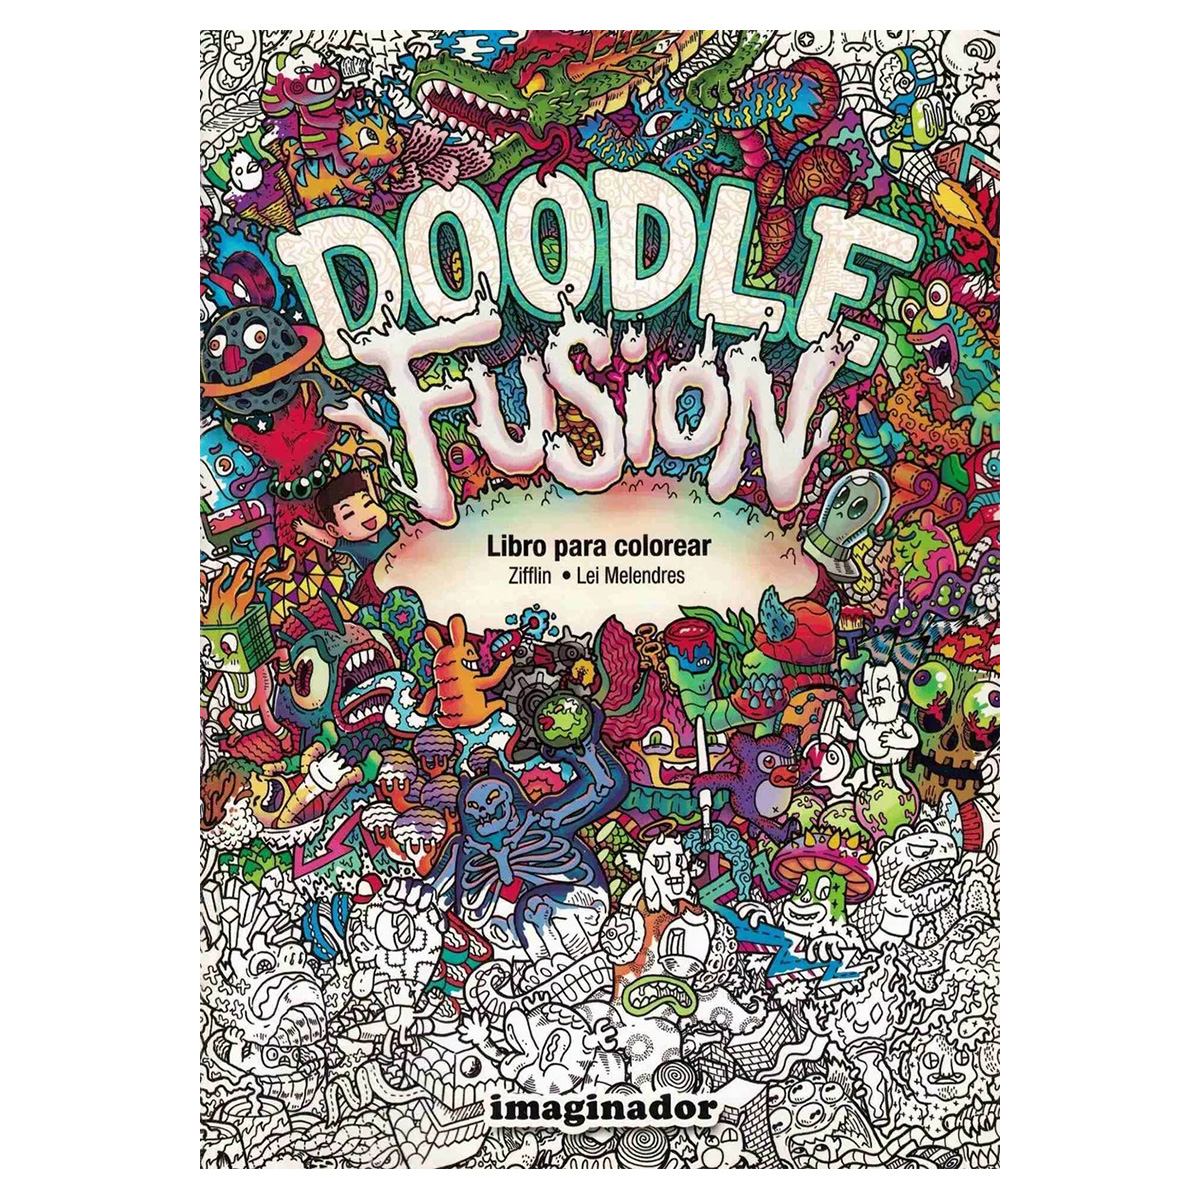 DOODLE
FUSiON
Libro para colorear
Zifflin • Lei Melendres
imaginador